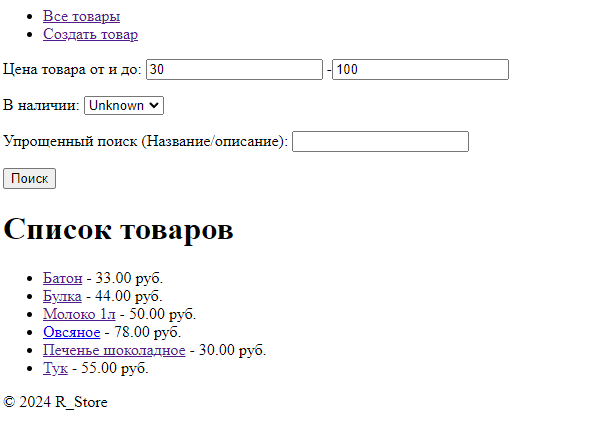 Все товары
Создать товар
Цена товара от и до: 30 - 100
В наличии: Unknown
Упрошенный поиск (Название/описание):
Поиск
Список товаров
Батон - 33.00 руб.
Булка - 44.00 руб.
Молоко 1л - 50.00 руб.
Овсяное - 78.00 руб.
Печенье шоколадное - 30.00 руб.
Тук - 55.00 руб.
© 2024 R_Store